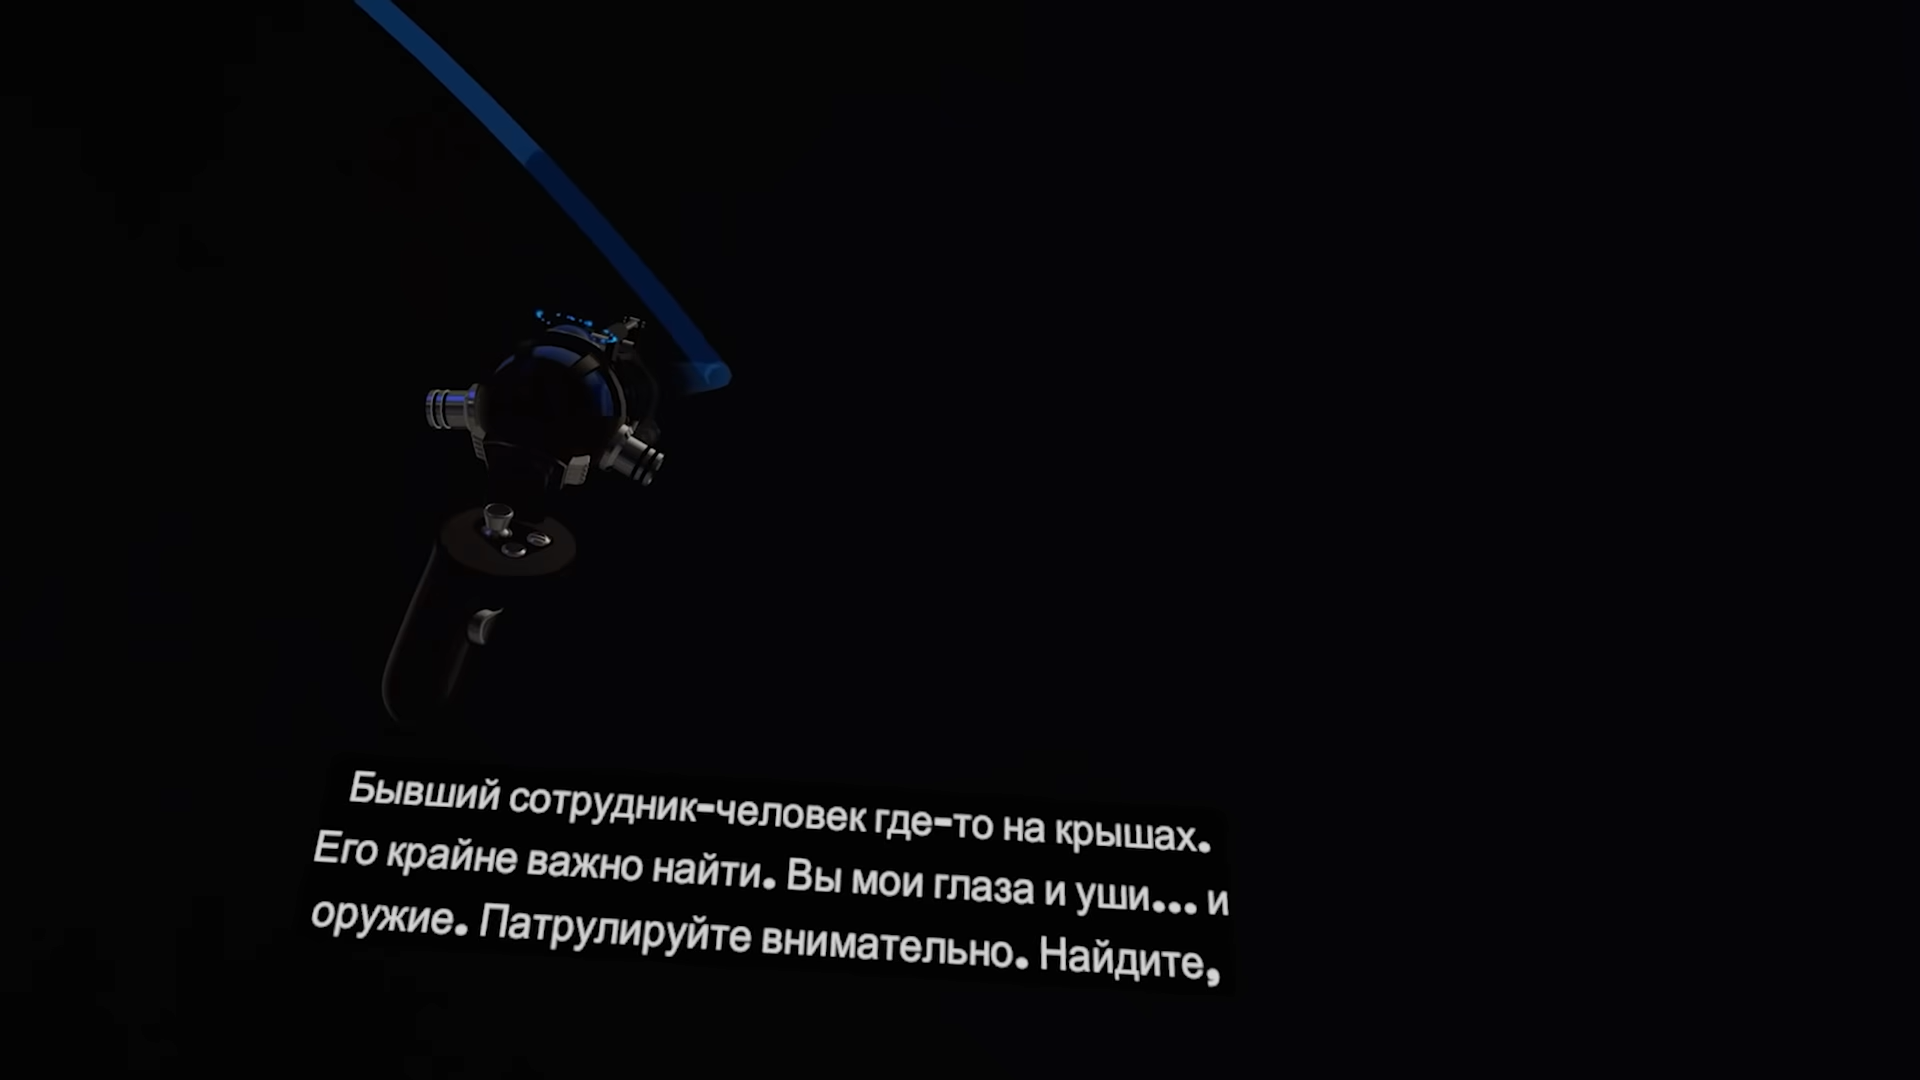 Бывший сотрудник-человек где-то на крышах.
Его крайне важно найти. Вы мои глаза и уши... и
оружие. Патрулируйте внимательно. Найдите,